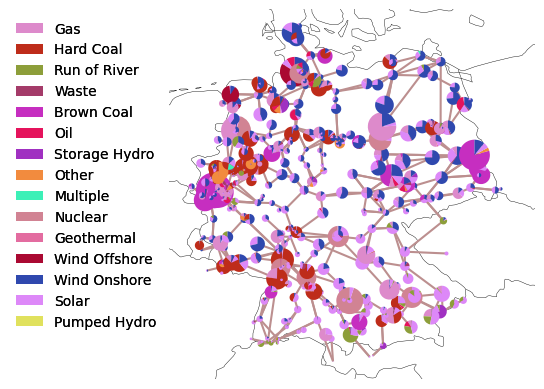 Gas
Hard Coal
Run of River
Waste
Brown Coal
Oil
Storage Hydro
Other
Multiple
Nuclear
Geothermal
Wind Offshore
Wind Onshore
Solar
Pumped Hydro